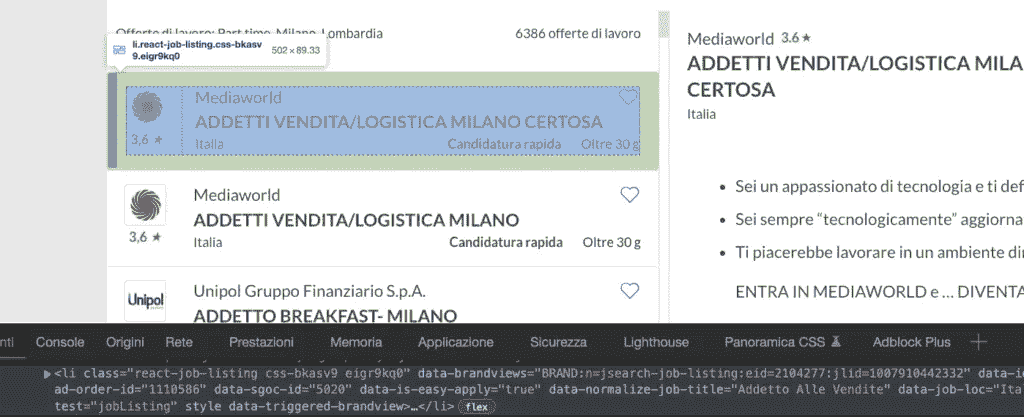 Offerte di lavoro: Part time, Milano, Lombardia
6386 offerte di lavoro
li.react-job-listing.css-bkasv
9.eigr9kq0
502 × 89.33
Mediaworld
ADDETTI VENDITA/LOGISTICA MILANO CERTOSA
3,6 ★
Italia
Candidatura rapida
Oltre 30 g
Mediaworld
ADDETTI VENDITA/LOGISTICA MILANO
3,6 ★
Italia
Candidatura rapida
Oltre 30 g
Unipol
Unipol Gruppo Finanziario S.p.A.
ADDETTO BREAKFAST- MILANO
Mediaworld 3.6 ★
ADDETTI VENDITA/LOGISTICA MILA
CERTOSA
Italia
• Sei un appassionato di tecnologia e ti def
• Sei sempre “tecnologicamente” aggiorna
• Ti piacerebbe lavorare in un ambiente di
ENTRA IN MEDIAWORLD e ... DIVENTA
nti Console Origini Rete Prestazioni Memoria Applicazione Sicurezza Lighthouse Panoramica CSS Adblock Plus
<li class="react-job-listing css-bkasv9 eigr9kq0" data-brandviews="BRAND:n=jsearch-job-listing:eid=2104277:jlid=1007910442332" data-i
ad-order-id="1110586" data-sgoc-id="5020" data-is-easy-apply="true" data-normalize-job-title="Addetto Alle Vendite" data-job-loc="Ita
test="jobListing" style data-triggered-brandview>…</li> flex